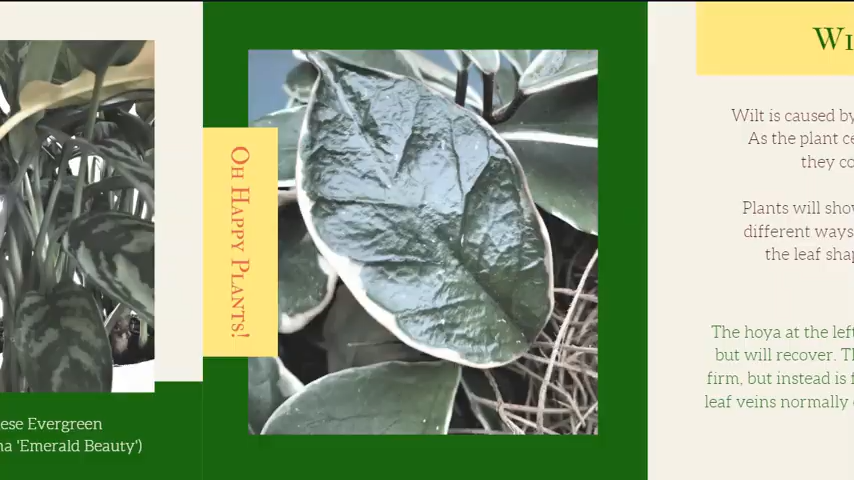 ese Evergreen
na 'Emerald Beauty')
Oh Happy Plants!
Wi
Wilt is caused by
As the plant ce
they co
Plants will show
different ways
the leaf shap
The hoya at the left
but will recover. Th
firm, but instead is f
leaf veins normally